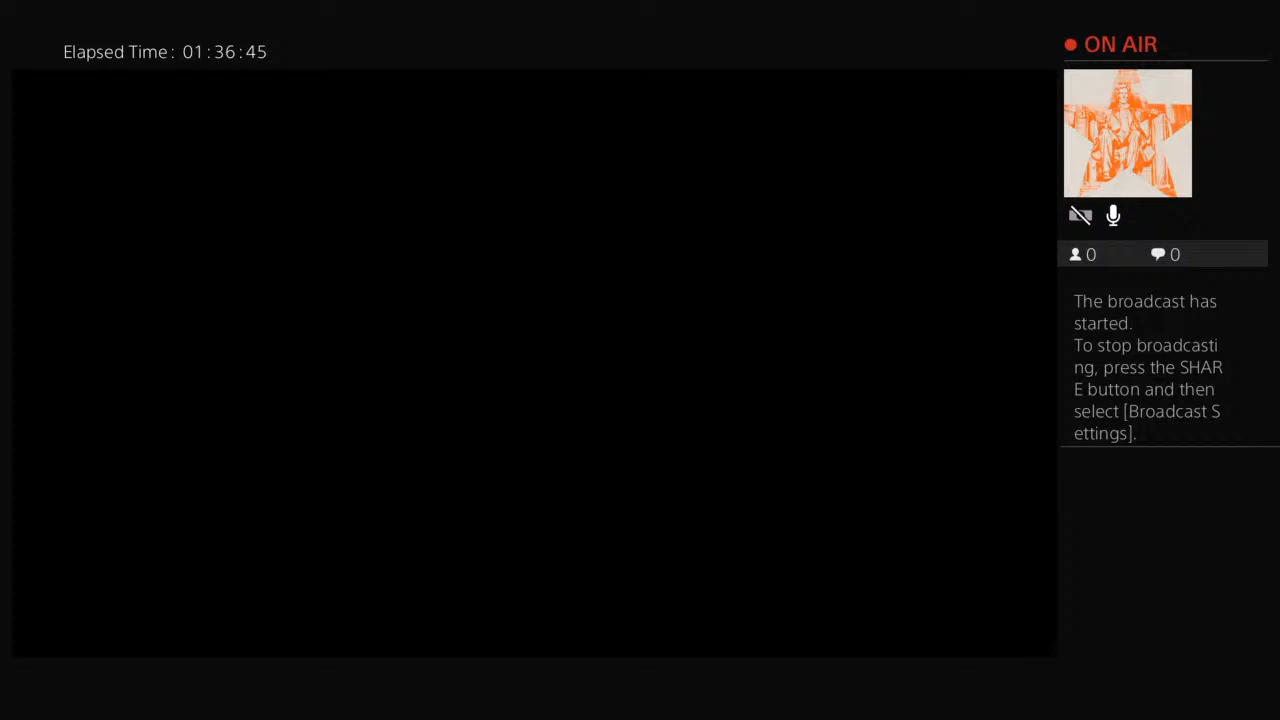 Elapsed Time: 01:36:45
ON AIR
0 0
The broadcast has
started.
To stop broadcasti
ng, press the SHAR
E button and then
select [Broadcast S
ettings].